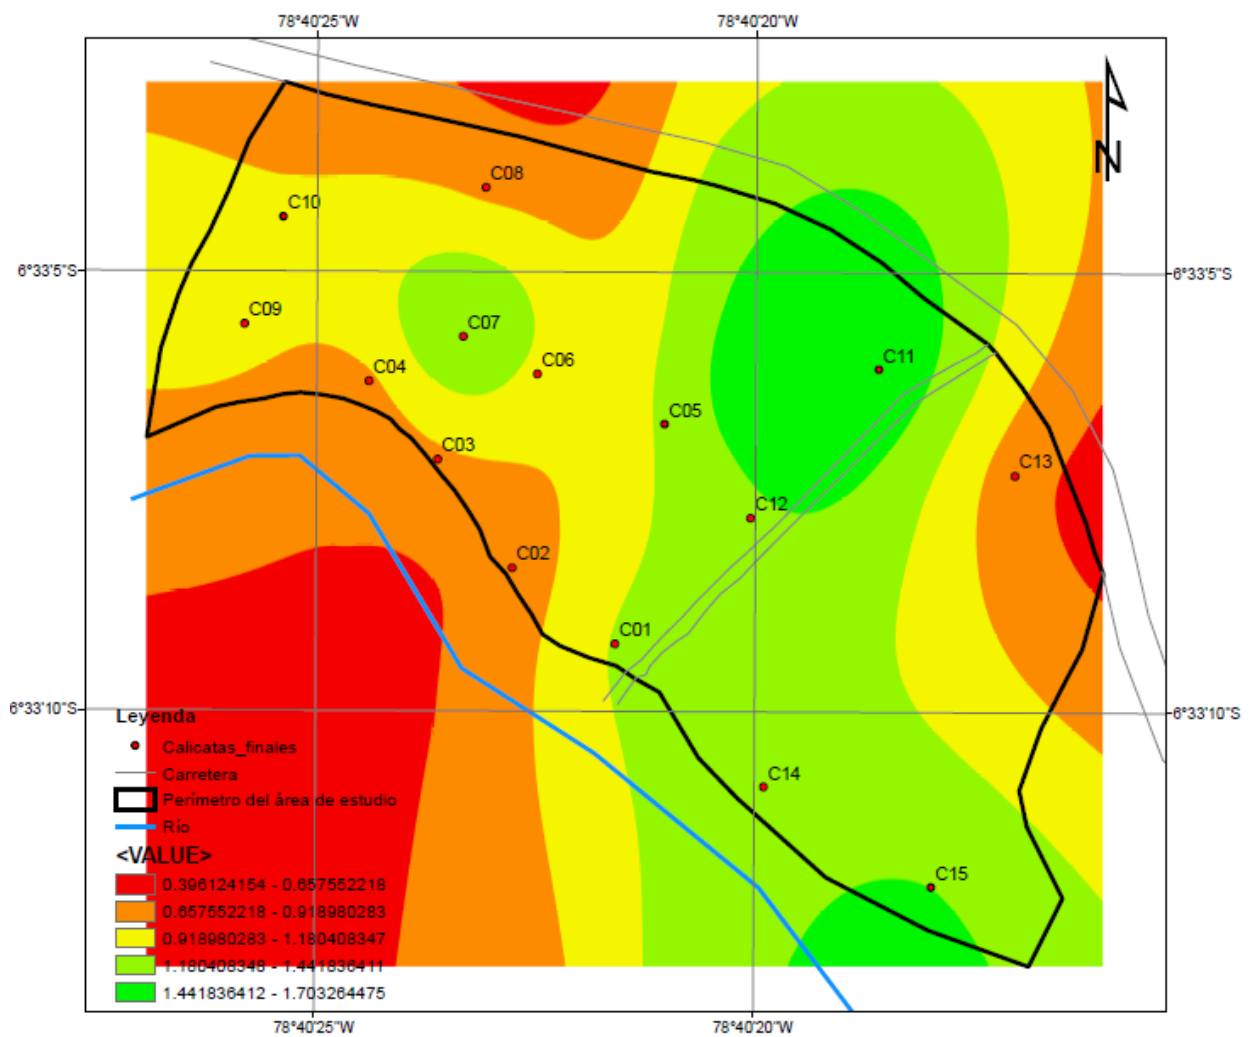 78°40'25"W
78°40'20"W
N
C08
C10
6°33'5"S
6°33'5"S
C09
C07
C04
C06
C11
C05
C03
C13
C12
C02
C01
6°33'10"S
6°33'10"S
C14
C15
Leyenda
Calicatas_finales
Carretera
Perímetro del área de estudio
Río
<VALUE>
0.396124154 - 0.657552218
0.657552218 - 0.918980283
0.918980283 - 1.180408347
1.180408348 - 1.441836411
1.441836412 - 1.703264475
78°40'25"W
78°40'20"W